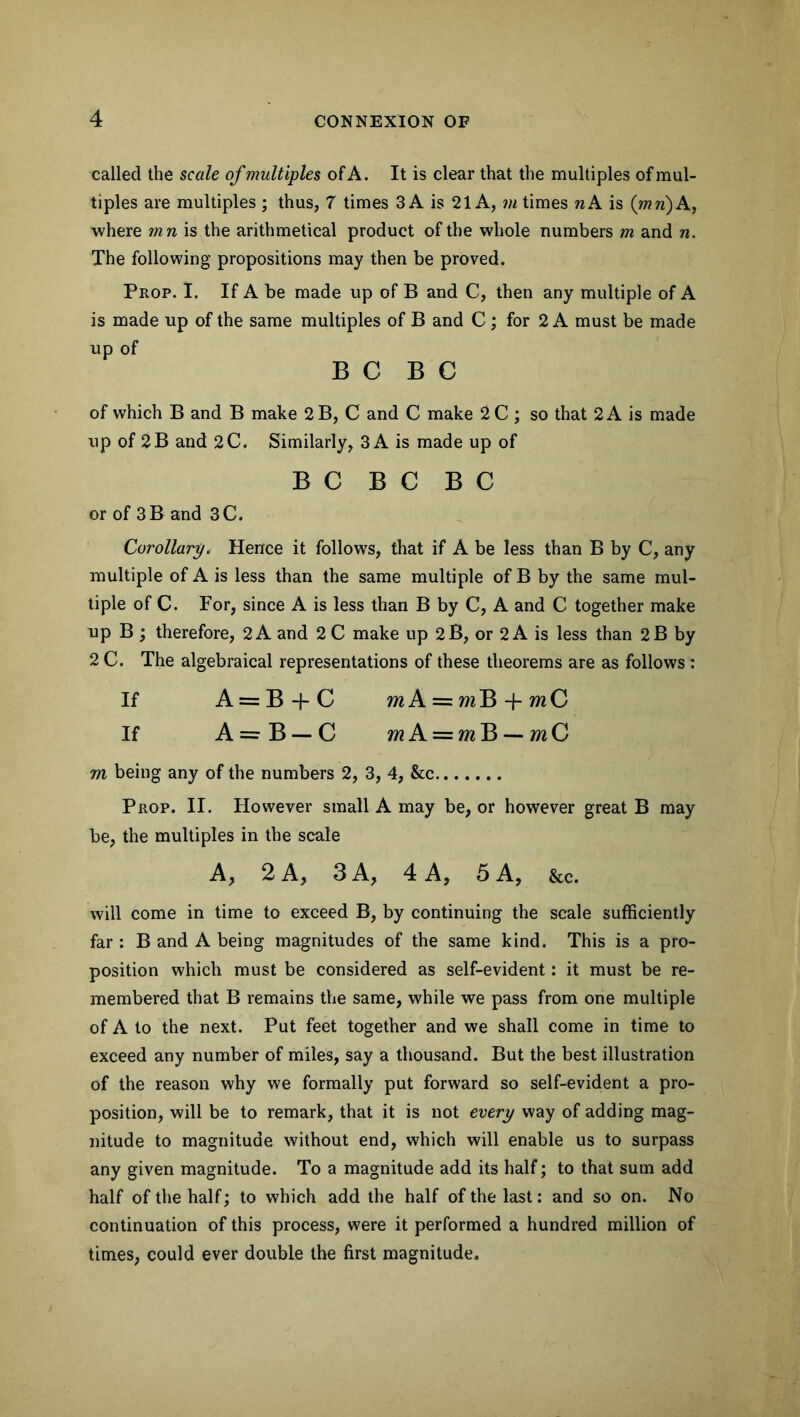 4 CONNEXION OF
called the scale of multiples of A. It is clear that the multiples of mul-
tiples are multiples ; thus, 7 times 3 A is 21 A, m times nA is (mn)A,
where mn is the arithmetical product of the whole numbers m and n.
The following propositions may then be proved.
PROP. I. If A be made up of B and C, then any multiple of A
is made up of the same multiples of B and C ; for 2 A must be made
up of
B C B C
of which B and B make 2 B, C and C make 2 C ; so that 2 A is made
up of 2 B and 2 C. Similarly, 3 A is made up of
B C B C B C
or of 3 B and 3 C.
Corollary. Hence it follows, that if A be less than B by C, any
multiple of A is less than the same multiple of B by the same mul-
tiple of C. For, since A is less than B by C, A and C together make
up B ; therefore, 2 A and 2 C make up 2 B, or 2 A is less than 2 B by
2 C. The algebraical representations of these theorems are as follows :
If A = B + C mA = mB + mC
If A = B — C mA = mB — mC
m being any of the numbers 2, 3, 4, &c.......
PROP. II. However small A may be, or however great B may
be, the multiples in the scale
A, 2 A, 3 A, 4 A, 5 A, &c.
will come in time to exceed B, by continuing the scale sufficiently
far : B and A being magnitudes of the same kind. This is a pro-
position which must be considered as self-evident : it must be re-
membered that B remains the same, while we pass from one multiple
of A to the next. Put feet together and we shall come in time to
exceed any number of miles, say a thousand. But the best illustration
of the reason why we formally put forward so self-evident a pro-
position, will be to remark, that it is not every way of adding mag-
nitude to magnitude without end, which will enable us to surpass
any given magnitude. To a magnitude add its half ; to that sum add
half of the half ; to which add the half of the last : and so on. No
continuation of this process, were it performed a hundred million of
times, could ever double the first magnitude.